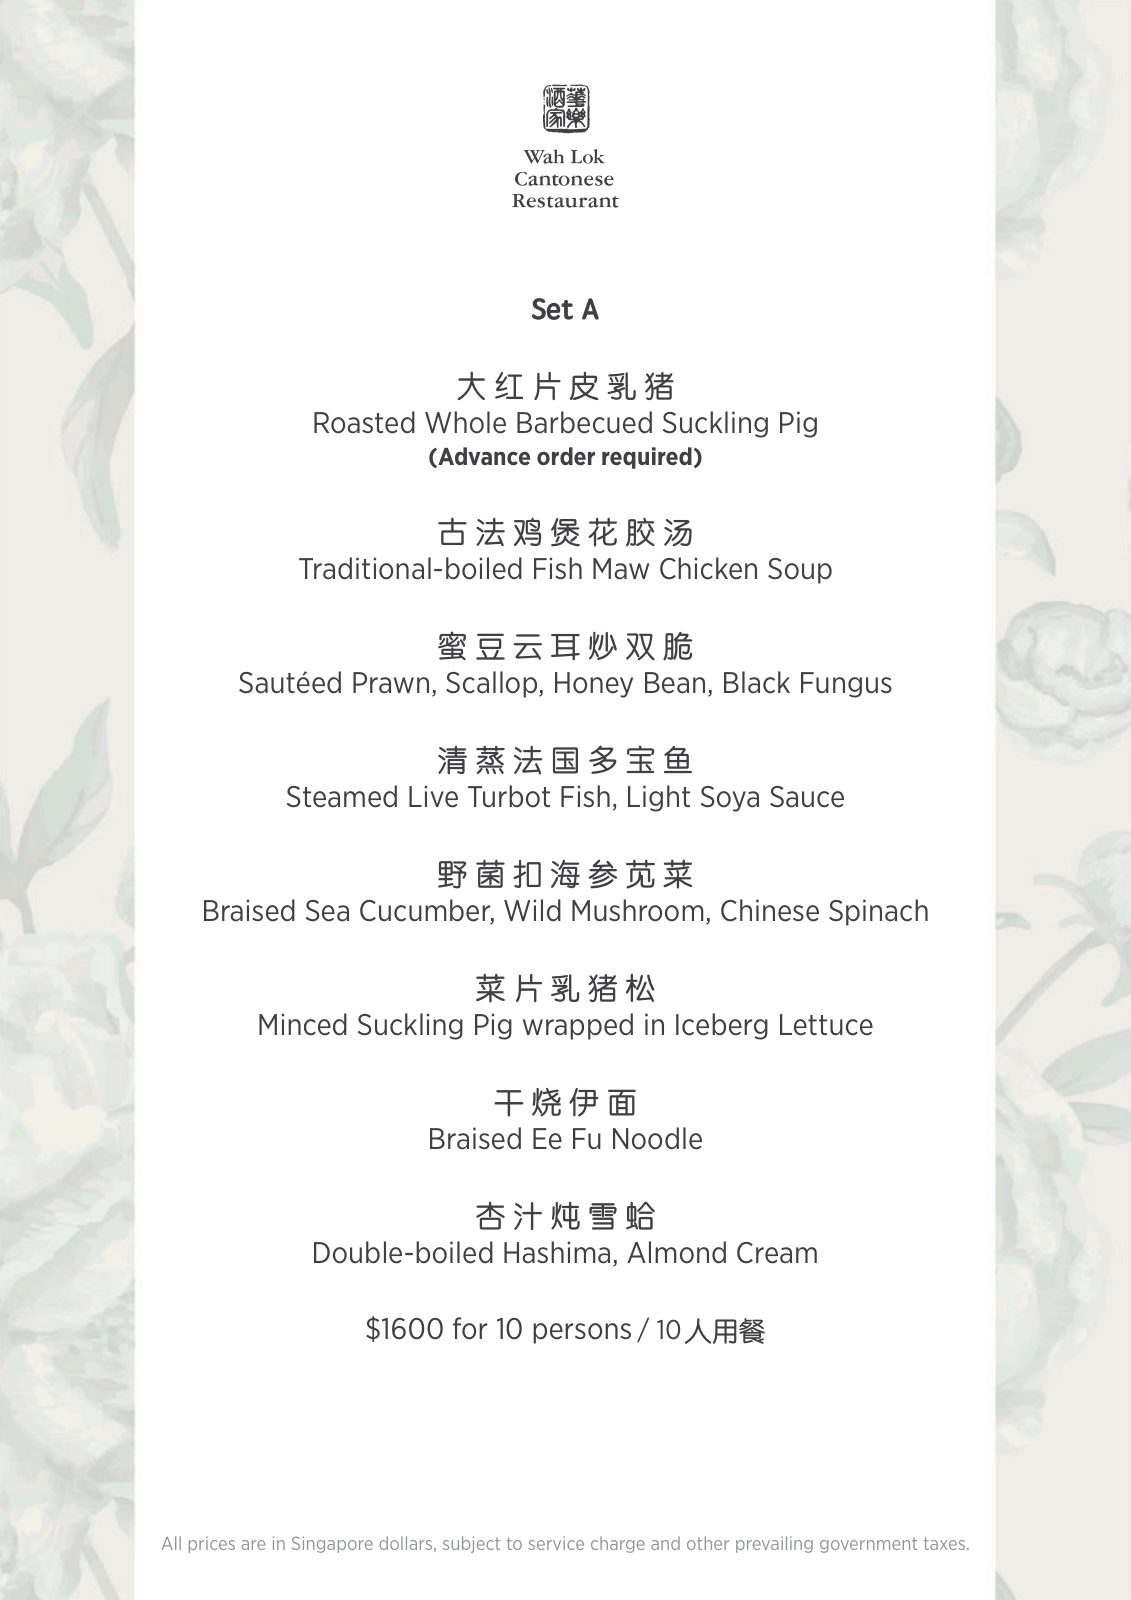 華樂
酒家
Wah Lok
Cantonese
Restaurant
Set A
大红片皮乳猪
Roasted Whole Barbecued Suckling Pig
(Advance order required)
古法鸡煲花胶汤
Traditional-boiled Fish Maw Chicken Soup
蜜豆云耳炒双脆
Sautéed Prawn, Scallop, Honey Bean, Black Fungus
清蒸法国多宝鱼
Steamed Live Turbot Fish, Light Soya Sauce
野菌扣海参苋菜
Braised Sea Cucumber, Wild Mushroom, Chinese Spinach
菜片乳猪松
Minced Suckling Pig wrapped in Iceberg Lettuce
干烧伊面
Braised Ee Fu Noodle
杏汁炖雪蛤
Double-boiled Hashima, Almond Cream
$1600 for 10 persons / 10人用餐
All prices are in Singapore dollars, subject to service charge and other prevailing government taxes.